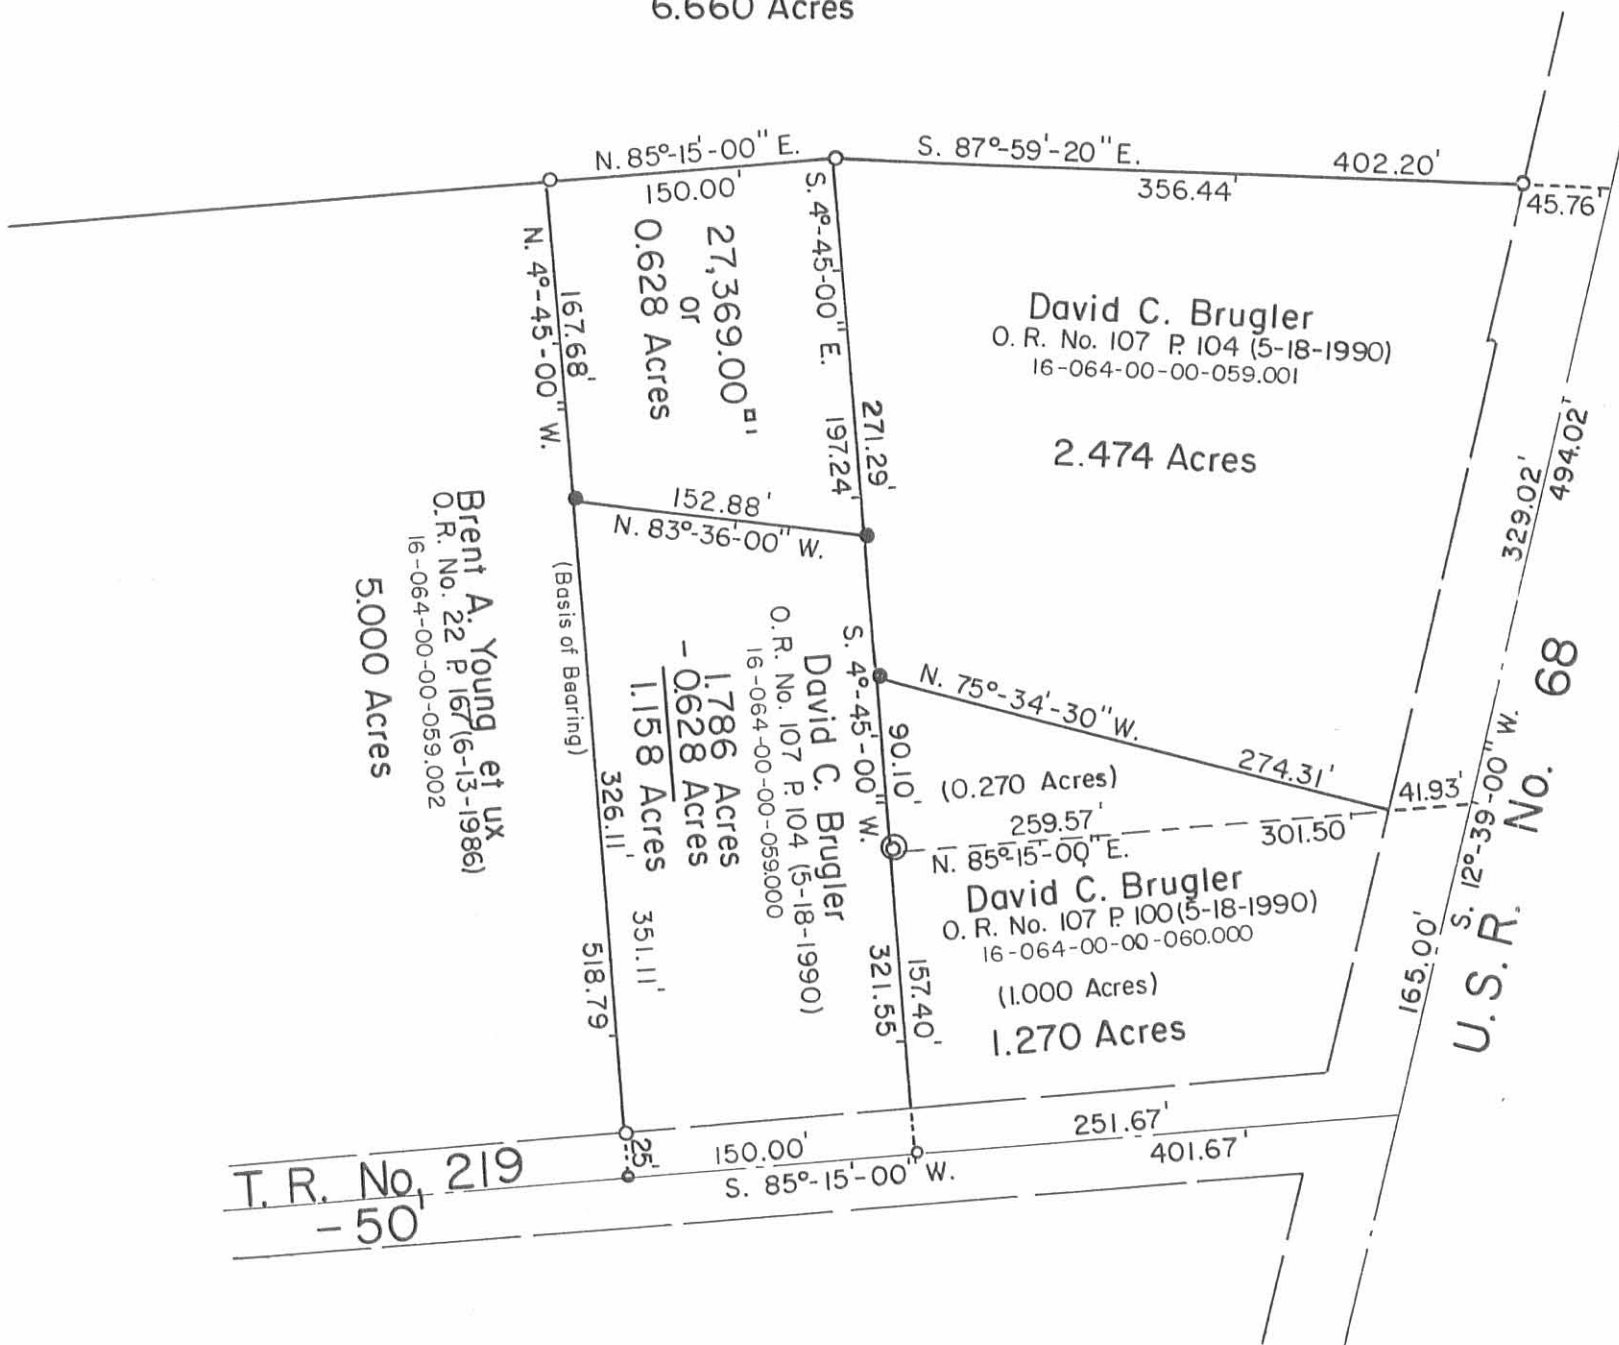 6.660 Acres
N. 85°-15'-00" E.
150.00'
S. 87°-59'-20" E.
402.20'
356.44'
45.76'
N. 4°-45'-00" W.
167.68'
27,369.00 □'
or
0.628 Acres
S. 4°-45'-00" E.
271.29'
197.24'
David C. Brugler
O. R. No. 107 P. 104 (5-18-1990)
16-064-00-00-059.001
2.474 Acres
494.02'
329.02'
152.88'
N. 83°-36'-00" W.
(Basis of Bearing)
Brent A. Young et ux
O.R. No. 22 P. 167 (6-13-1986)
16-064-00-00-059.002
5.000 Acres
326.11'
351.11'
518.79'
David C. Brugler
O.R. No. 107 P. 104 (5-18-1990)
16-064-00-00-059.000
1.786 Acres
-0.628 Acres
1.158 Acres
S. 4°-45'-00" W.
90.10'
N. 75°-34'-30" W.
274.31'
41.93'
(0.270 Acres)
259.57'
301.50'
N. 85°-15'-00" E.
David C. Brugler
O. R. No. 107 P. 100 (5-18-1990)
16-064-00-00-060.000
(1.000 Acres)
1.270 Acres
321.55'
157.40'
S. 12°-39'-00" W.
165.00'
U. S. R. No. 68
25'
150.00'
251.67'
401.67'
S. 85°-15'-00" W.
T. R. No, 219
-50'